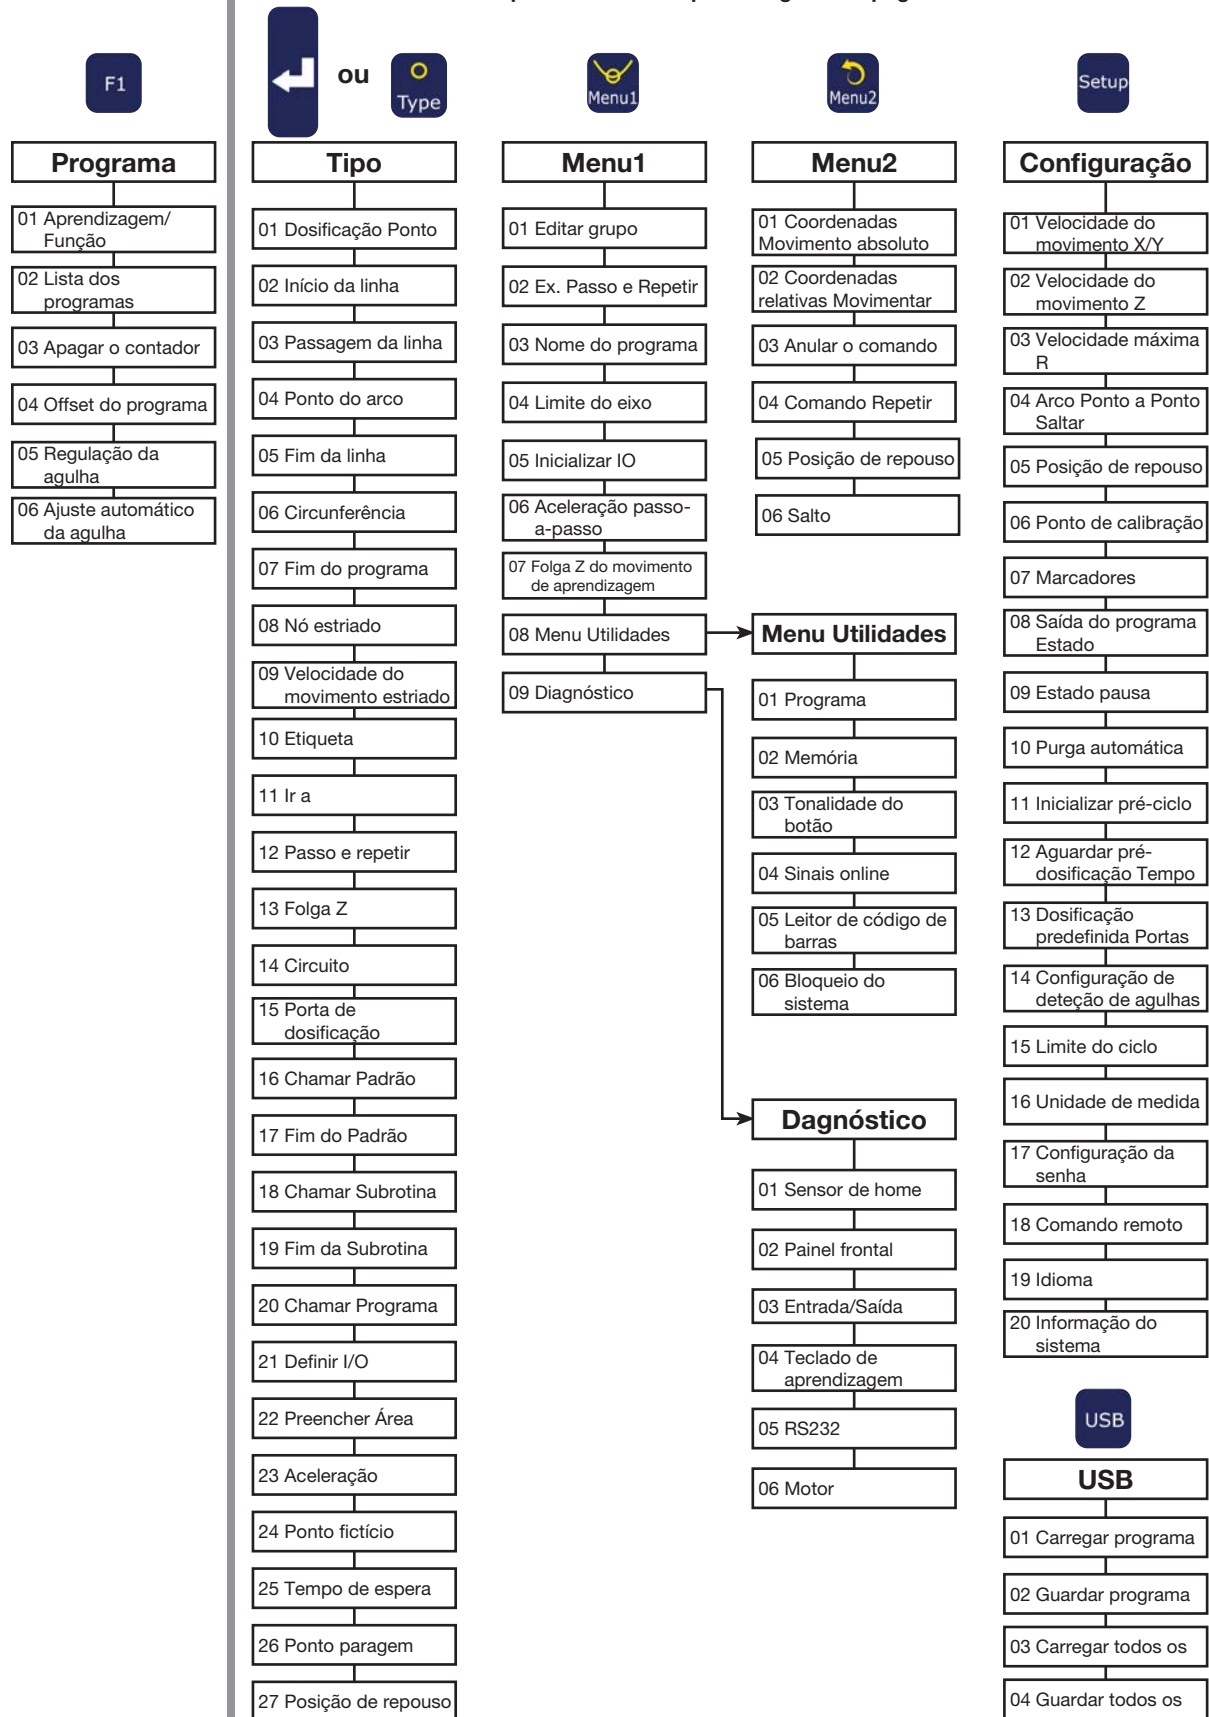 F1
Programa
01 Aprendizagem/
Função
02 Lista dos
programas
03 Apagar o contador
04 Offset do programa
05 Regulação da
agulha
06 Ajuste automático
da agulha
ou
Type
Tipo
01 Dosificação Ponto
02 Início da linha
03 Passagem da linha
04 Ponto do arco
05 Fim da linha
06 Circunferência
07 Fim do programa
08 Nó estriado
09 Velocidade do
movimento estriado
10 Etiqueta
11 Ir a
12 Passo e repetir
13 Folga Z
14 Circuito
15 Porta de
dosificação
16 Chamar Padrão
17 Fim do Padrão
18 Chamar Subrotina
19 Fim da Subrotina
20 Chamar Programa
21 Definir I/O
22 Preencher Área
23 Aceleração
24 Ponto fictício
25 Tempo de espera
26 Ponto paragem
27 Posição de repouso
Menu1
Menu1
01 Editar grupo
02 Ex. Passo e Repetir
03 Nome do programa
04 Limite do eixo
05 Inicializar IO
06 Aceleração passo-
a-passo
07 Folga Z do movimento
de aprendizagem
08 Menu Utilidades
09 Diagnóstico
Menu2
Menu2
01 Coordenadas
Movimento absoluto
02 Coordenadas
relativas Movimentar
03 Anular o comando
04 Comando Repetir
05 Posição de repouso
06 Salto
Menu Utilidades
01 Programa
02 Memória
03 Tonalidade do
botão
04 Sinais online
05 Leitor de código de
barras
06 Bloqueio do
sistema
Dagnóstico
01 Sensor de home
02 Painel frontal
03 Entrada/Saída
04 Teclado de
aprendizagem
05 RS232
06 Motor
Setup
Configuração
01 Velocidade do
movimento X/Y
02 Velocidade do
movimento Z
03 Velocidade máxima
R
04 Arco Ponto a Ponto
Saltar
05 Posição de repouso
06 Ponto de calibração
07 Marcadores
08 Saída do programa
Estado
09 Estado pausa
10 Purga automática
11 Inicializar pré-ciclo
12 Aguardar pré-
dosificação Tempo
13 Dosificação
predefinida Portas
14 Configuração de
deteção de agulhas
15 Limite do ciclo
16 Unidade de medida
17 Configuração da
senha
18 Comando remoto
19 Idioma
20 Informação do
sistema
USB
USB
01 Carregar programa
02 Guardar programa
03 Carregar todos os
04 Guardar todos os